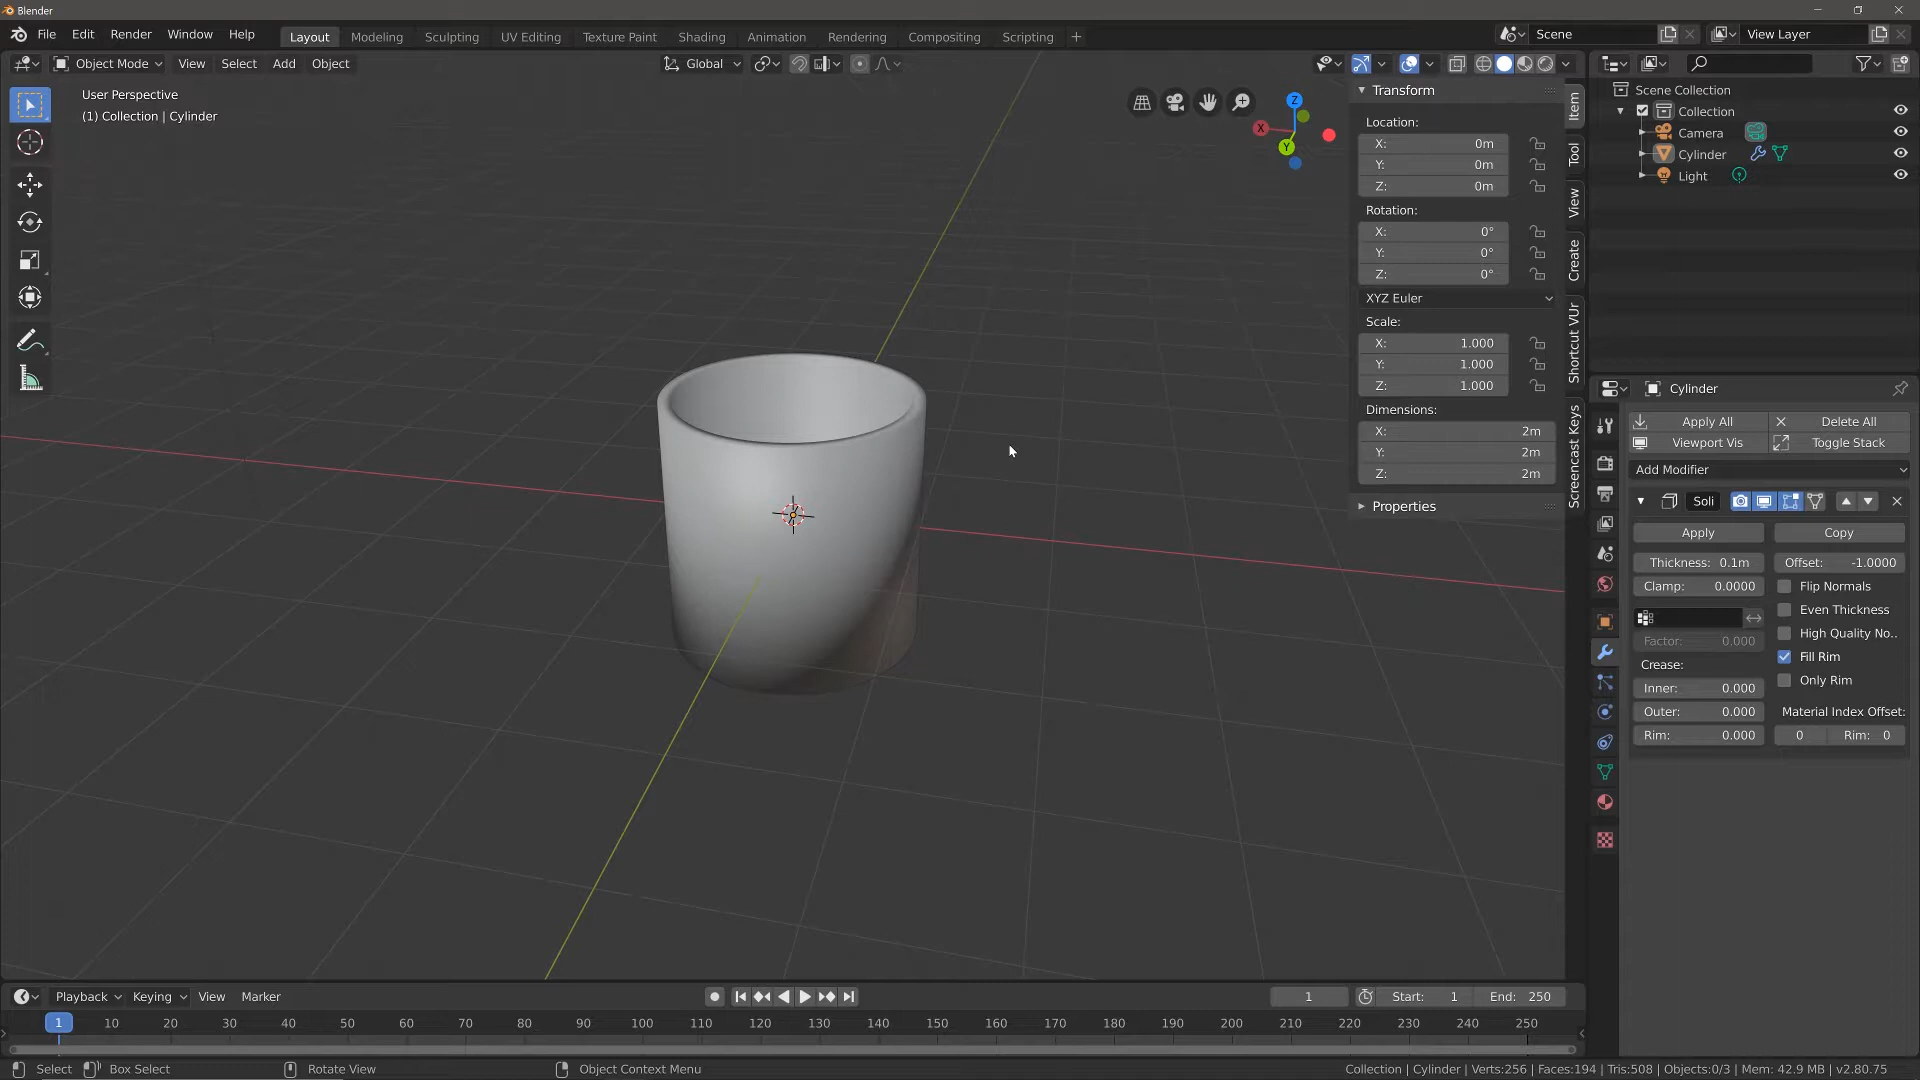 Blender
File Edit Render Window Help
Layout Modeling Sculpting UV Editing Texture Paint Shading Animation Rendering Compositing Scripting +
Scene
View Layer
Object Mode View Select Add Object
Global
User Perspective
(1) Collection | Cylinder
X
Y
Z
Transform
Location:
X: 0m
Y: 0m
Z: 0m
Rotation:
X: 0°
Y: 0°
Z: 0°
XYZ Euler
Scale:
X: 1.000
Y: 1.000
Z: 1.000
Dimensions:
X: 2m
Y: 2m
Z: 2m
Properties
Item
Tool
View
Create
Shortcut VUr
Screencast Keys
Scene Collection
Collection
Camera
Cylinder
Light
Cylinder
Apply All Delete All
Viewport Vis Toggle Stack
Add Modifier
Soli
Apply Copy
Thickness: 0.1m Offset: -1.0000
Clamp: 0.0000 Flip Normals
Even Thickness
High Quality No..
Factor: 0.000
Fill Rim
Crease:
Only Rim
Inner: 0.000
Outer: 0.000 Material Index Offset:
Rim: 0.000 0 Rim: 0
Playback Keying View Marker
1 Start: 1 End: 250
1 10 20 30 40 50 60 70 80 90 100 110 120 130 140 150 160 170 180 190 200 210 220 230 240 250
Select Box Select Rotate View Object Context Menu
Collection | Cylinder | Verts:256 | Faces:194 | Tris:508 | Objects:0/3 | Mem: 42.9 MB | v2.80.75